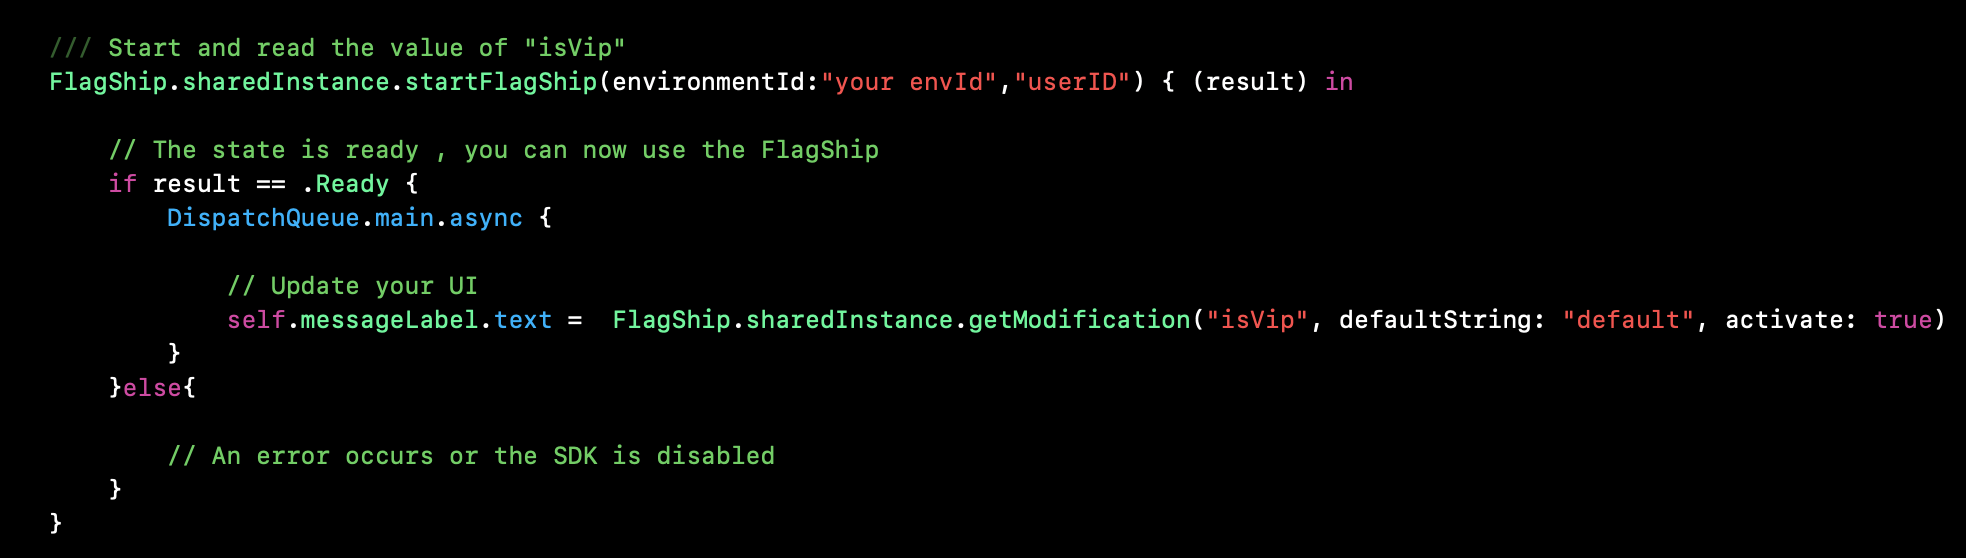 /// Start and read the value of "isVip"
FlagShip.sharedInstance.startFlagShip(environmentId:"your envId","userID") { (result) in
// The state is ready , you can now use the FlagShip
if result == .Ready {
DispatchQueue.main.async {
// Update your UI
self.messageLabel.text =  FlagShip.sharedInstance.getModification("isVip", defaultString: "default", activate: true)
}
}else{
// An error occurs or the SDK is disabled
}
}